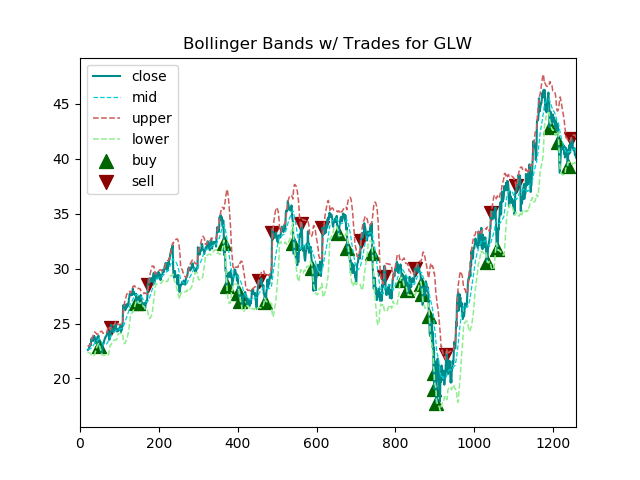 Bollinger Bands w/ Trades for GLW
close
mid
upper
lower
buy
sell
45
40
35
30
25
20
0 200 400 600 800 1000 1200